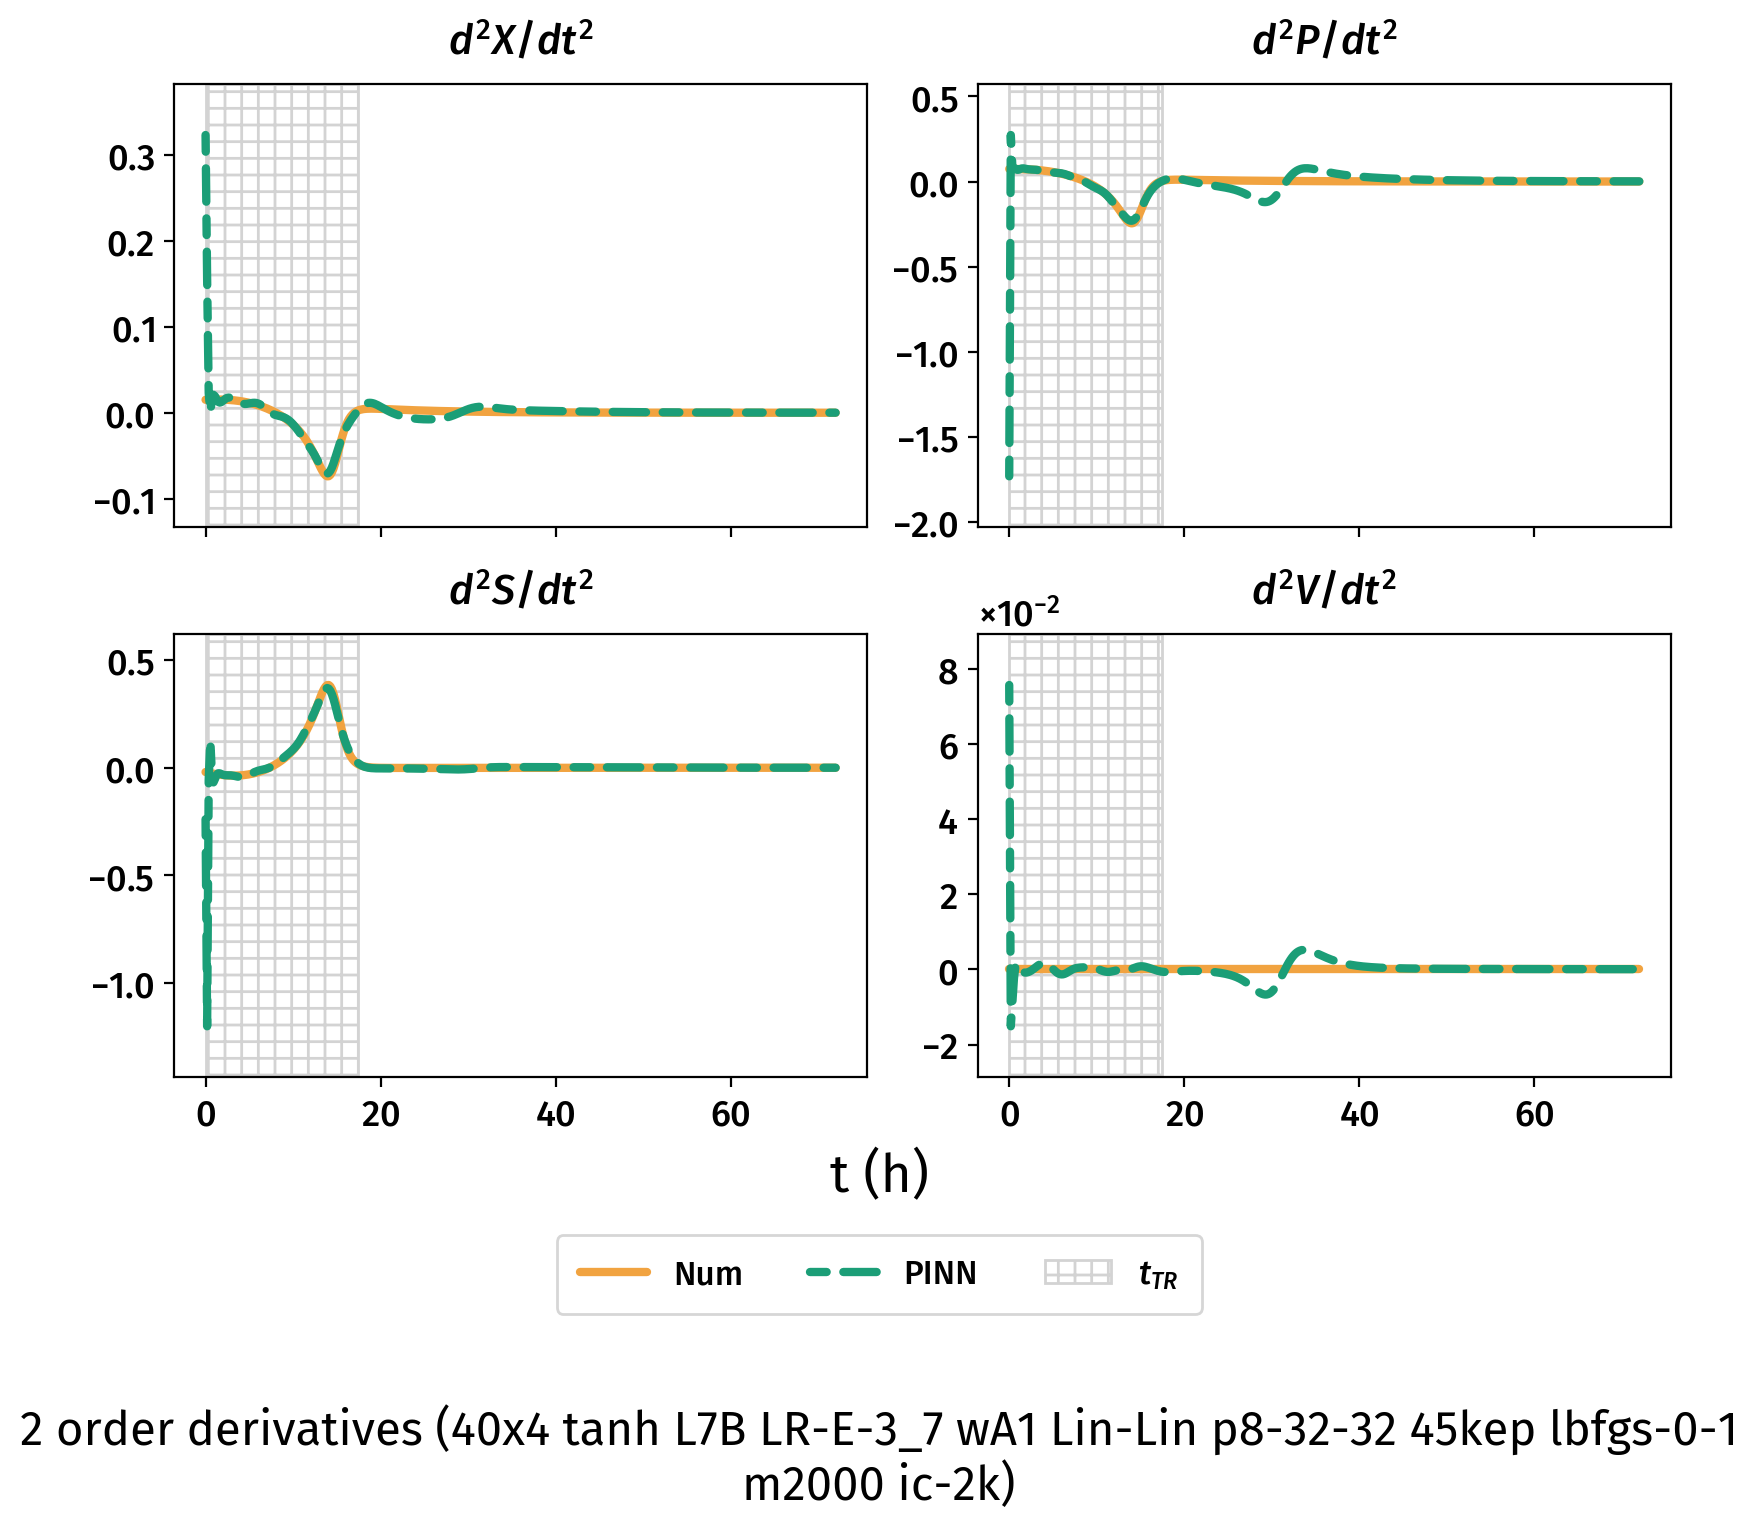 d²X/dt²
d²P/dt²
0.3
0.2
0.1
0.0
−0.1
0.5
0.0
−0.5
−1.0
−1.5
−2.0
d²S/dt²
d²V/dt²
×10⁻²
0.5
0.0
−0.5
−1.0
8
6
4
2
0
−2
0 20 40 60
0 20 40 60
t (h)
Num PINN t_TR
2 order derivatives (40x4 tanh L7B LR-E-3_7 wA1 Lin-Lin p8-32-32 45kep lbfgs-0-1
m2000 ic-2k)